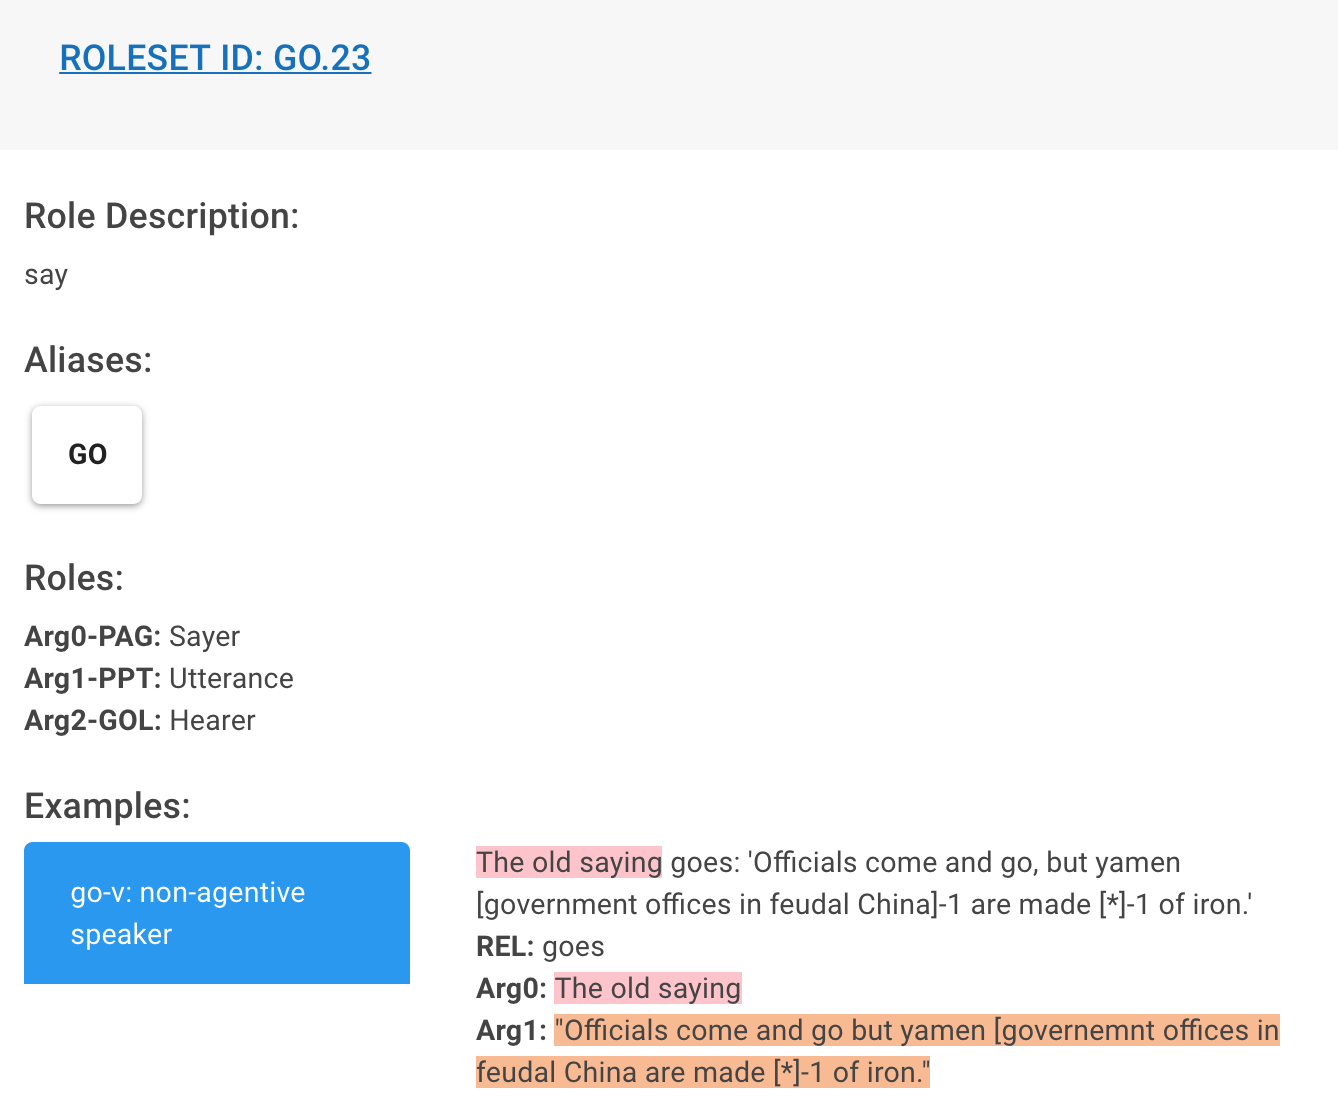 ROLESET ID: GO.23
Role Description:
say
Aliases:
GO
Roles:
Arg0-PAG: Sayer
Arg1-PPT: Utterance
Arg2-GOL: Hearer
Examples:
go-v: non-agentive
speaker
The old saying goes: 'Officials come and go, but yamen
[government offices in feudal China]-1 are made [*]-1 of iron.'
REL: goes
Arg0: The old saying
Arg1: "Officials come and go but yamen [governemnt offices in
feudal China are made [*]-1 of iron."